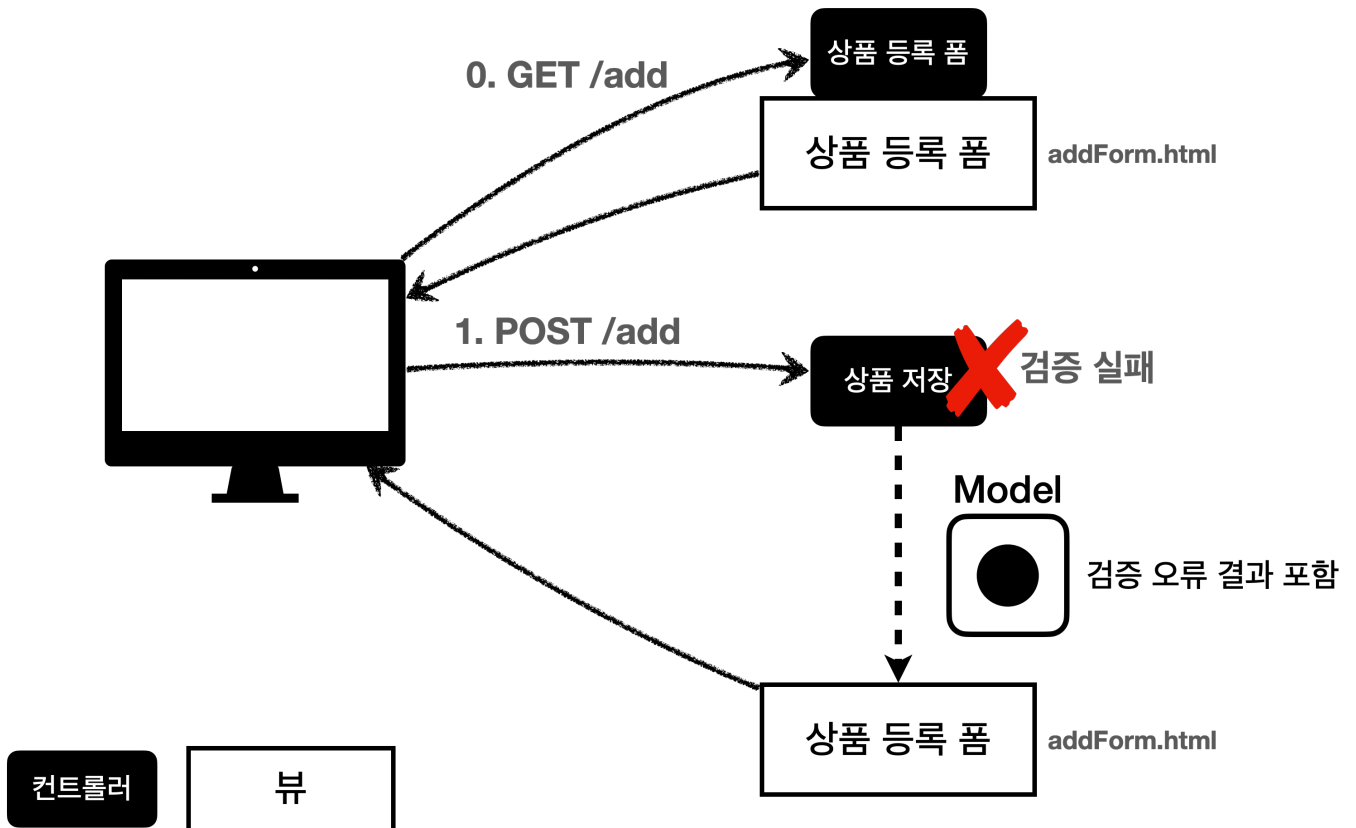 상품 등록 폼
0. GET /add
상품 등록 폼
addForm.html
1. POST /add
상품 저장
검증 실패
Model
검증 오류 결과 포함
상품 등록 폼
addForm.html
컨트롤러
뷰